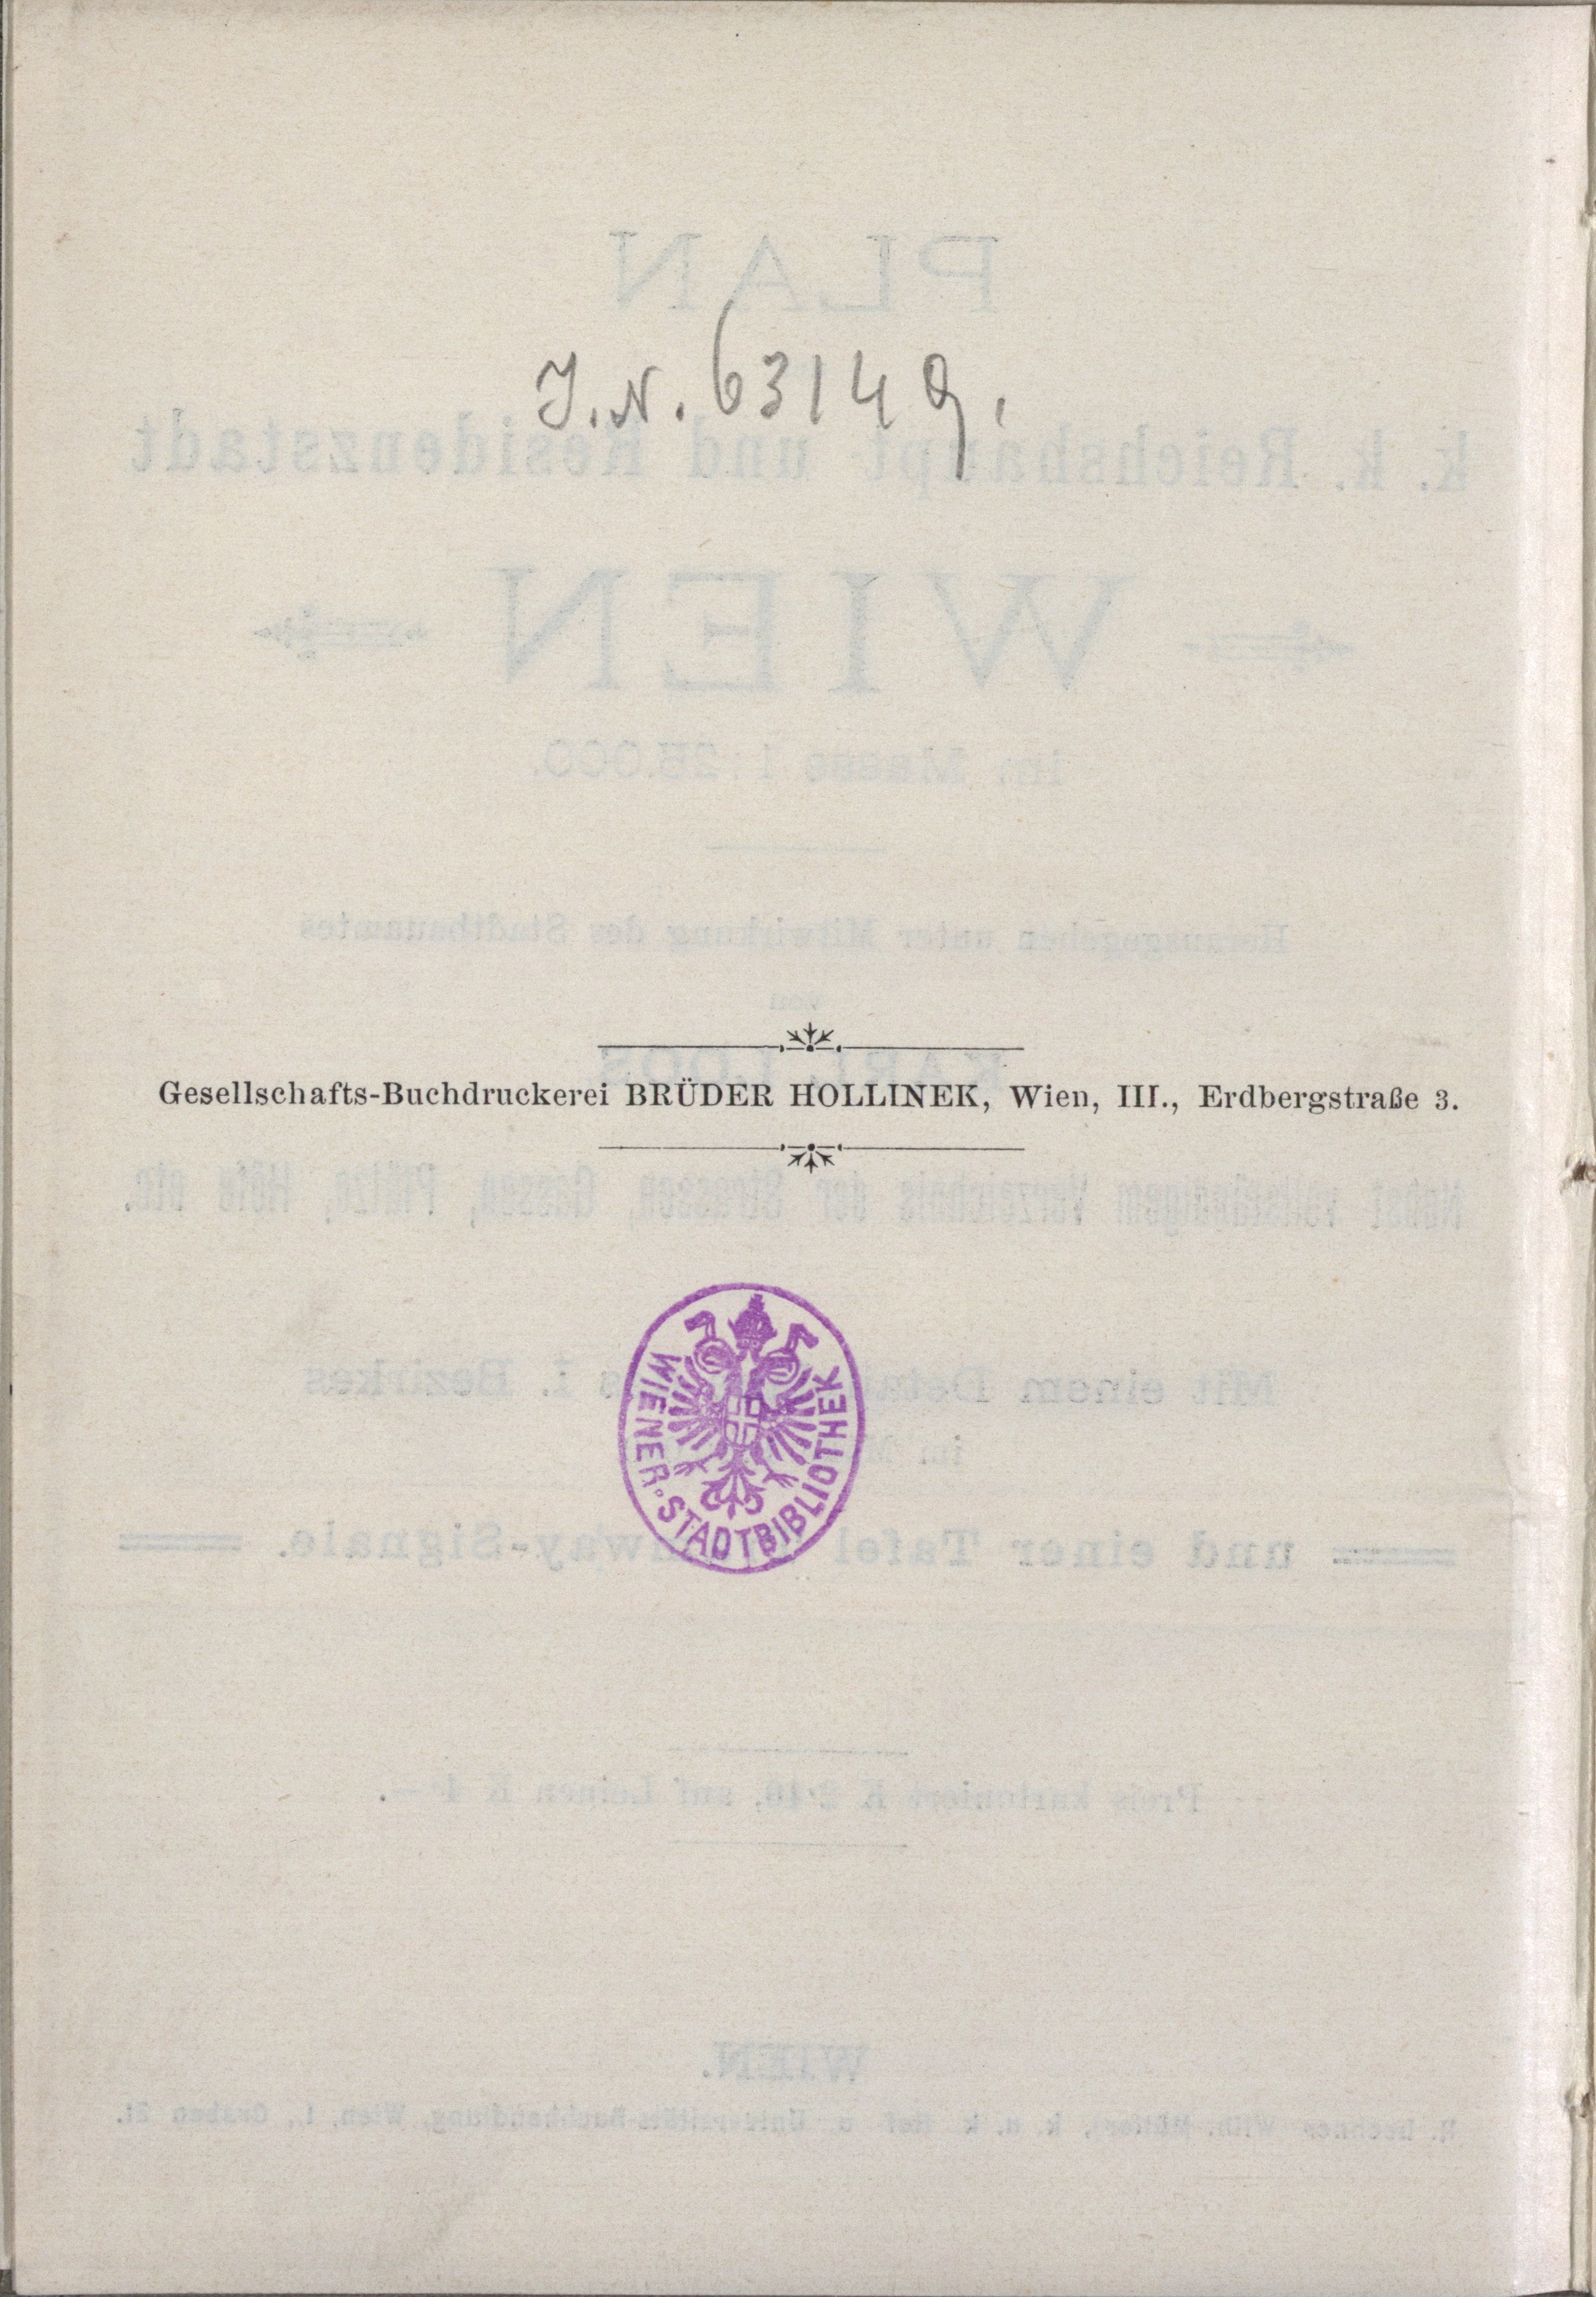 J.N. 63149.
Gesellschafts-Buchdruckerei BRÜDER HOLLINEK, Wien, III., Erdbergstraße 3.
WIENER·STADTBIBLIOTHEK